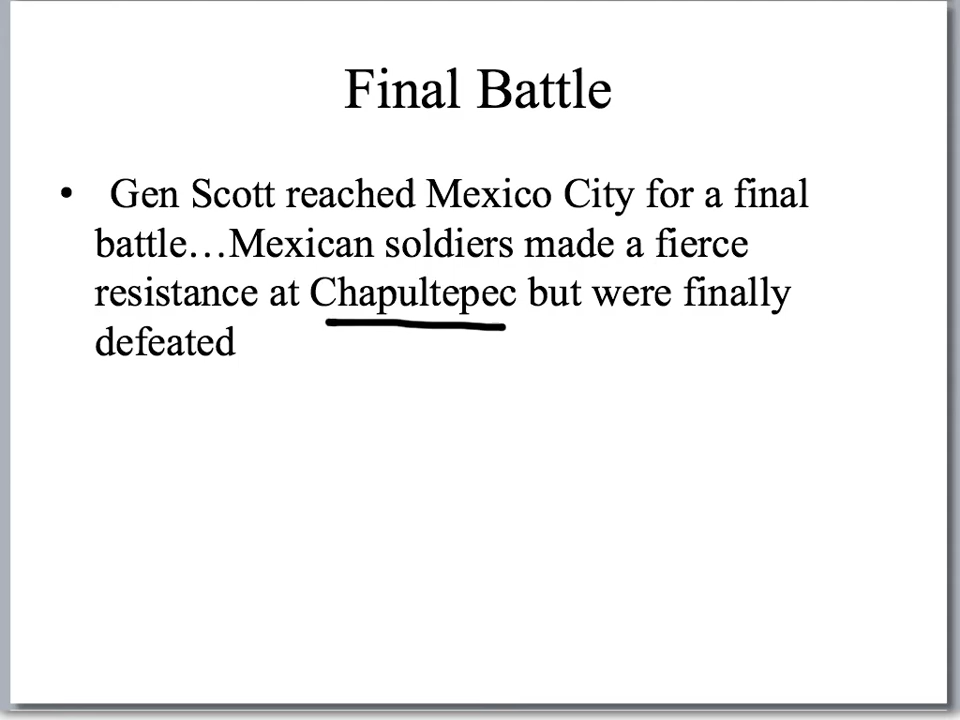 Final Battle
• Gen Scott reached Mexico City for a final
battle…Mexican soldiers made a fierce
resistance at Chapultepec but were finally
defeated